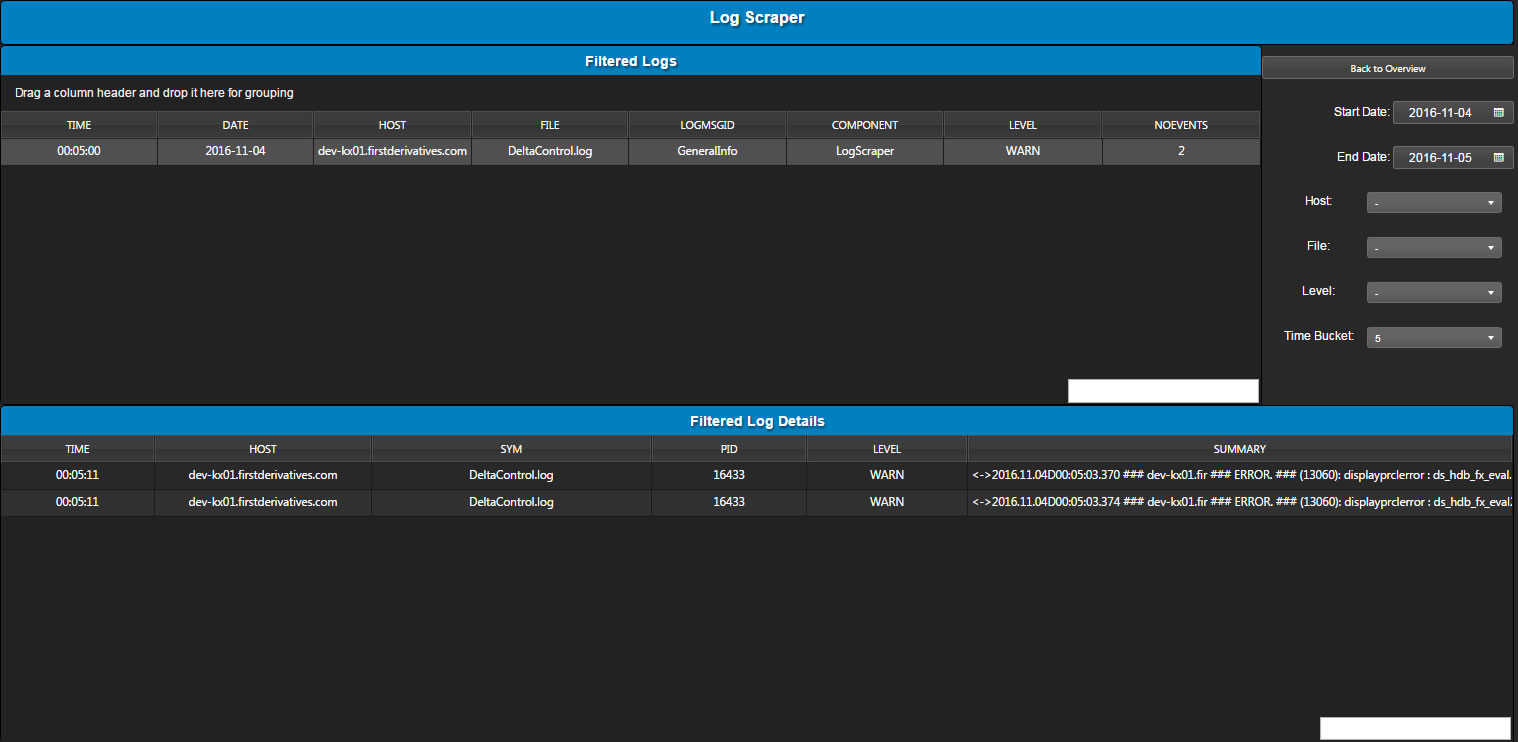 Log Scraper
Filtered Logs
Back to Overview
Drag a column header and drop it here for grouping
Start Date: 2016-11-04
TIME DATE HOST FILE LOGMSGID COMPONENT LEVEL NOEVENTS
00:05:00 2016-11-04 dev-kx01.firstderivatives.com DeltaControl.log GeneralInfo LogScraper WARN 2
End Date: 2016-11-05
Host: -
File: -
Level: -
Time Bucket: 5
Filtered Log Details
TIME HOST SYM PID LEVEL SUMMARY
00:05:11 dev-kx01.firstderivatives.com DeltaControl.log 16433 WARN <->2016.11.04D00:05:03.370 ### dev-kx01.fir ### ERROR. ### (13060): displayprclerror : ds_hdb_fx_eval.
00:05:11 dev-kx01.firstderivatives.com DeltaControl.log 16433 WARN <->2016.11.04D00:05:03.374 ### dev-kx01.fir ### ERROR. ### (13060): displayprclerror : ds_hdb_fx_eval